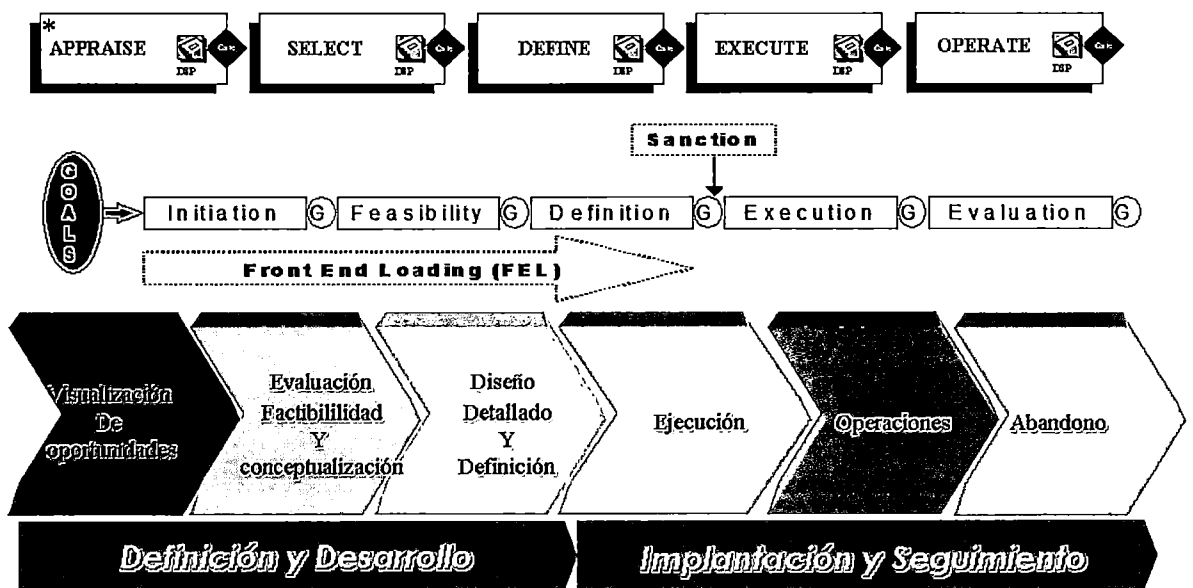 *
APPRAISE
DSP
SELECT
DSP
DEFINE
DSP
EXECUTE
DSP
OPERATE
DSP
Sanction
GOALS
Initiation G Feasibility G Definition G Execution G Evaluation G
Front End Loading (FEL)
Visualización
De
oportunidades
Evaluación
Factibililidad
Y
conceptualización
Diseño
Detallado
Y
Definición
Ejecución
Operaciones
Abandono
Definición y Desarrollo
Implantación y Seguimiento